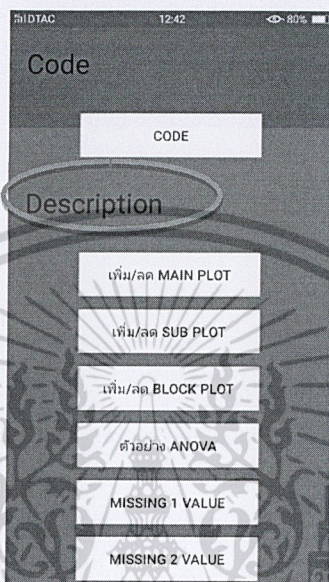 DTAC 12:42 80%
Code
CODE
Description
เพิ่ม/ลด MAIN PLOT
เพิ่ม/ลด SUB PLOT
เพิ่ม/ลด BLOCK PLOT
ตัวอย่าง ANOVA
MISSING 1 VALUE
MISSING 2 VALUE